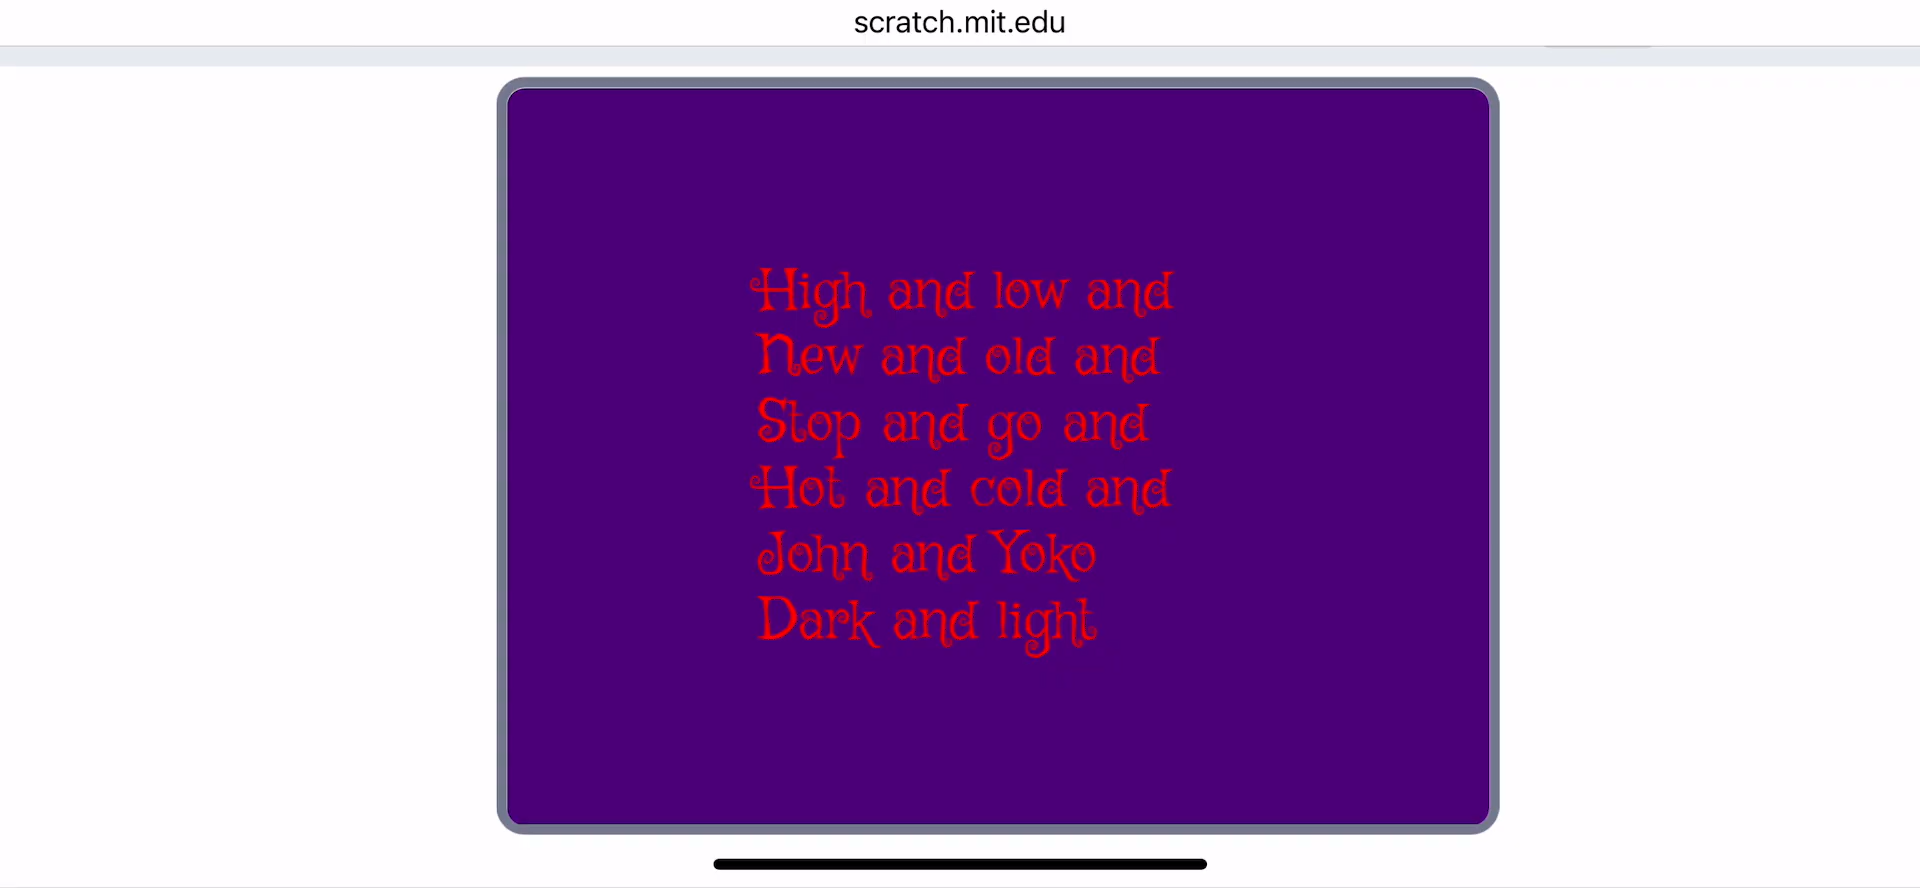 scratch.mit.edu
High and low and
New and old and
Stop and go and
Hot and cold and
John and Yoko
Dark and light